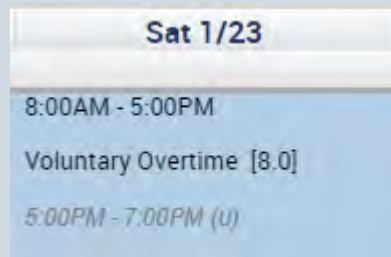 Sat 1/23
8:00AM - 5:00PM
Voluntary Overtime [8.0]
5:00PM - 7:00PM (U)